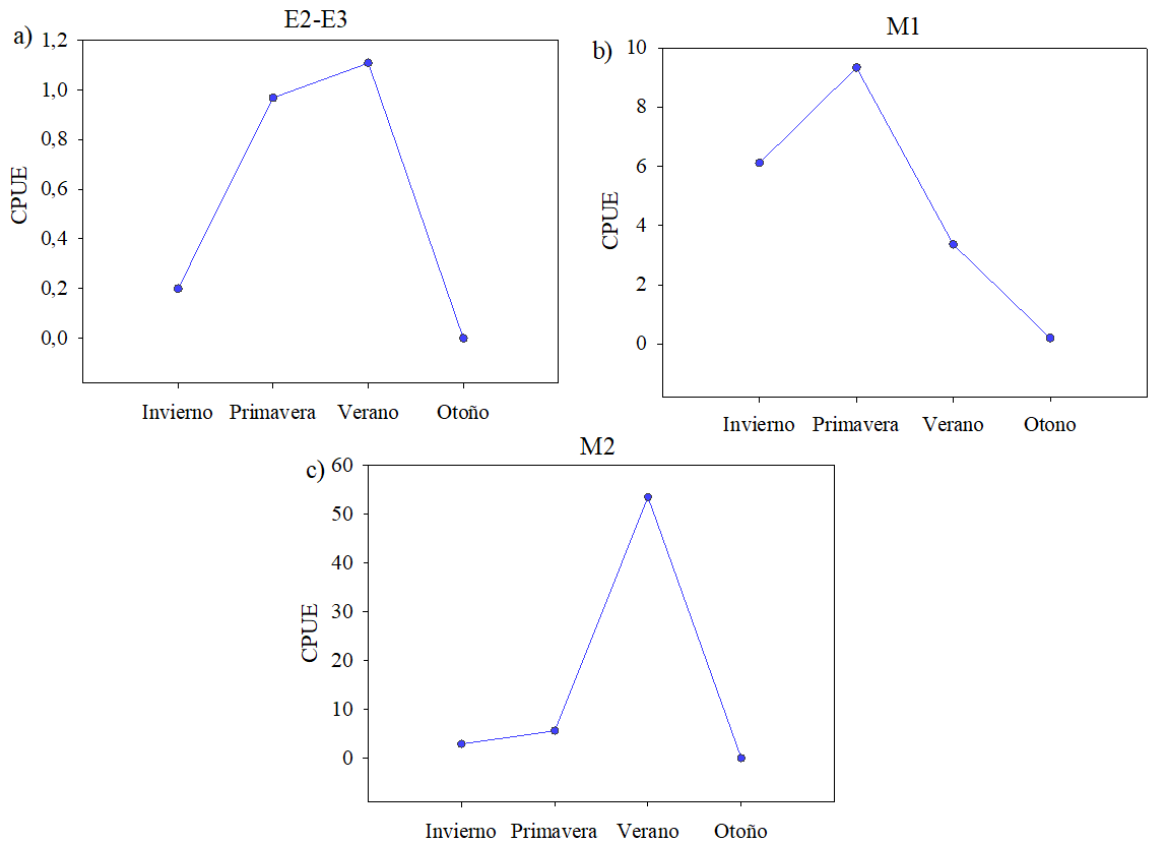 E2-E3
a)
1,2
1,0
0,8
0,6
0,4
0,2
0,0
CPUE
Invierno Primavera Verano Otoño
M1
b)
10
8
6
4
2
0
CPUE
Invierno Primavera Verano Otono
M2
c)
60
50
40
30
20
10
0
CPUE
Invierno Primavera Verano Otoño